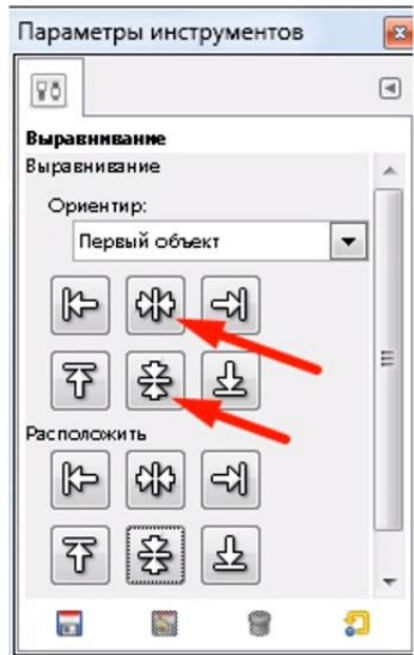 Параметры инструментов
Выравнивание
Выравнивание
Ориентир:
Первый объект
Расположить